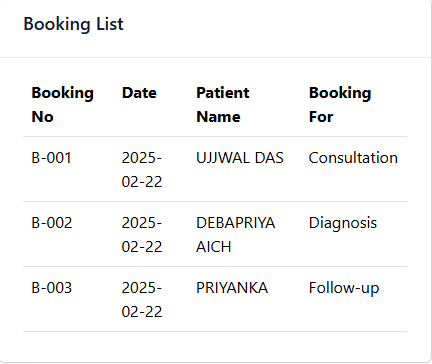 Booking List
Booking No Date Patient Name Booking For
B-001 2025-02-22 UJJWAL DAS Consultation
B-002 2025-02-22 DEBAPRIYA AICH Diagnosis
B-003 2025-02-22 PRIYANKA Follow-up